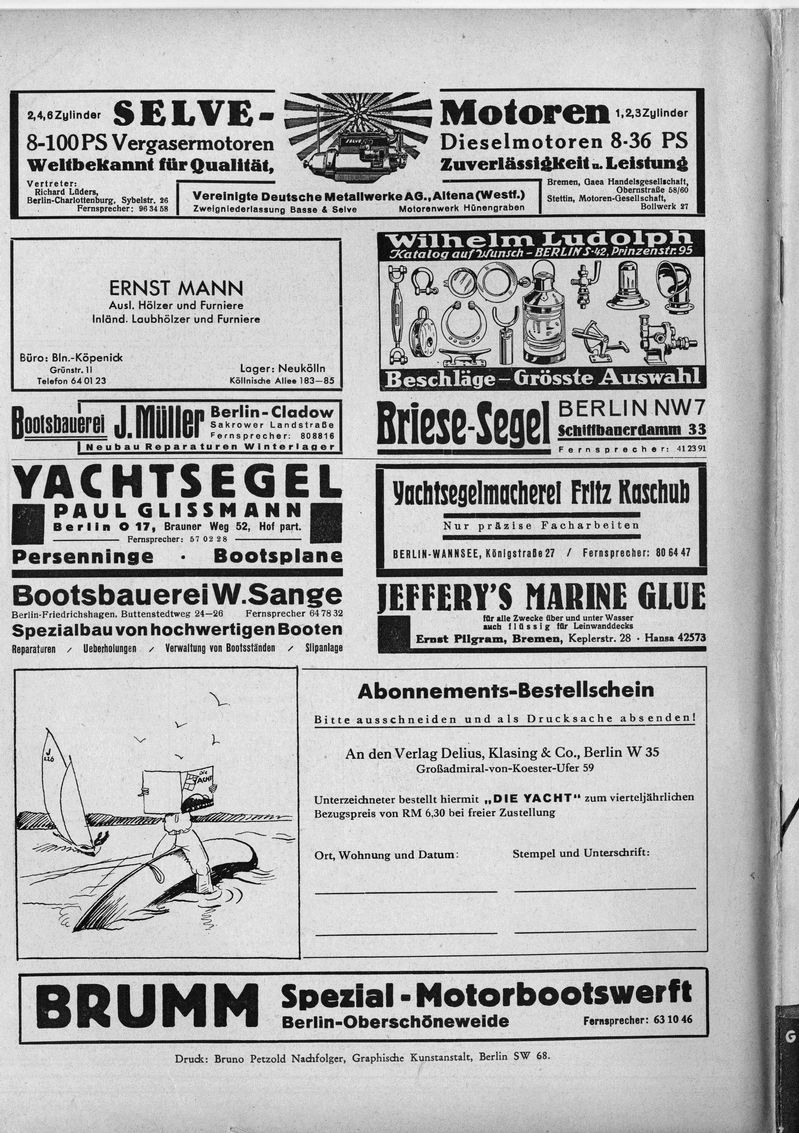 2,4,6 Zylinder SELVE-Motoren 1,2,3 Zylinder
8-100 PS Vergasermotoren
Dieselmotoren 8-36 PS
Weltbekannt für Qualität,
Zuverlässigkeit u. Leistung
Vertreter:
Richard Lüders,
Berlin-Charlottenburg, Sybelstr. 26
Fernsprecher: 96 34 58
Vereinigte Deutsche Metallwerke AG., Altena (Westf.)
Zweigniederlassung Basse & Selve Motorenwerk Hünengraben
Bremen, Gaea Handelsgesellschaft,
Obernstraße 58/60
Stettin, Motoren-Gesellschaft,
Bollwerk 27
ERNST MANN
Ausl. Hölzer und Furniere
Inländ. Laubhölzer und Furniere
Büro: Bln.-Köpenick
Grünstr. 11
Telefon 64 01 23
Lager: Neukölln
Köllnische Allee 183—85
Wilhelm Ludolph
Katalog auf Wunsch - BERLIN S·42, Prinzenstr. 95
Beschläge - Grösste Auswahl
Bootsbauerei J. Müller
Berlin-Cladow
Sakrower Landstraße
Fernsprecher: 808816
Neubau Reparaturen Winterlager
Briese-Segel
BERLIN NW7
Schiffbauerdamm 33
Fernsprecher: 41 23 91
YACHTSEGEL
PAUL GLISSMANN
Berlin O 17, Brauner Weg 52, Hof part.
Fernsprecher: 57 02 28
Persenninge · Bootsplane
Yachtsegelmacherei Fritz Kaschub
Nur präzise Facharbeiten
BERLIN-WANNSEE, Königstraße 27 / Fernsprecher: 80 64 47
Bootsbauerei W. Sange
Berlin-Friedrichshagen, Buttenstedtweg 24—26 Fernsprecher 64 78 32
Spezialbau von hochwertigen Booten
Reparaturen / Ueberholungen / Verwaltung von Bootsständen / Slipanlage
JEFFERY'S MARINE GLUE
für alle Zwecke über und unter Wasser
auch flüssig für Leinwanddecks
Ernst Pilgram, Bremen, Keplerstr. 28 · Hansa 42573
J
226
Die
YACHT
Abonnements-Bestellschein
Bitte ausschneiden und als Drucksache absenden!
An den Verlag Delius, Klasing & Co., Berlin W 35
Großadmiral-von-Koester-Ufer 59
Unterzeichneter bestellt hiermit „DIE YACHT" zum vierteljährlichen
Bezugspreis von RM 6,30 bei freier Zustellung
Ort, Wohnung und Datum: Stempel und Unterschrift:
BRUMM
Spezial-Motorbootswerft
Berlin-Oberschöneweide Fernsprecher: 63 10 46
Druck: Bruno Petzold Nachfolger, Graphische Kunstanstalt, Berlin SW 68.
G